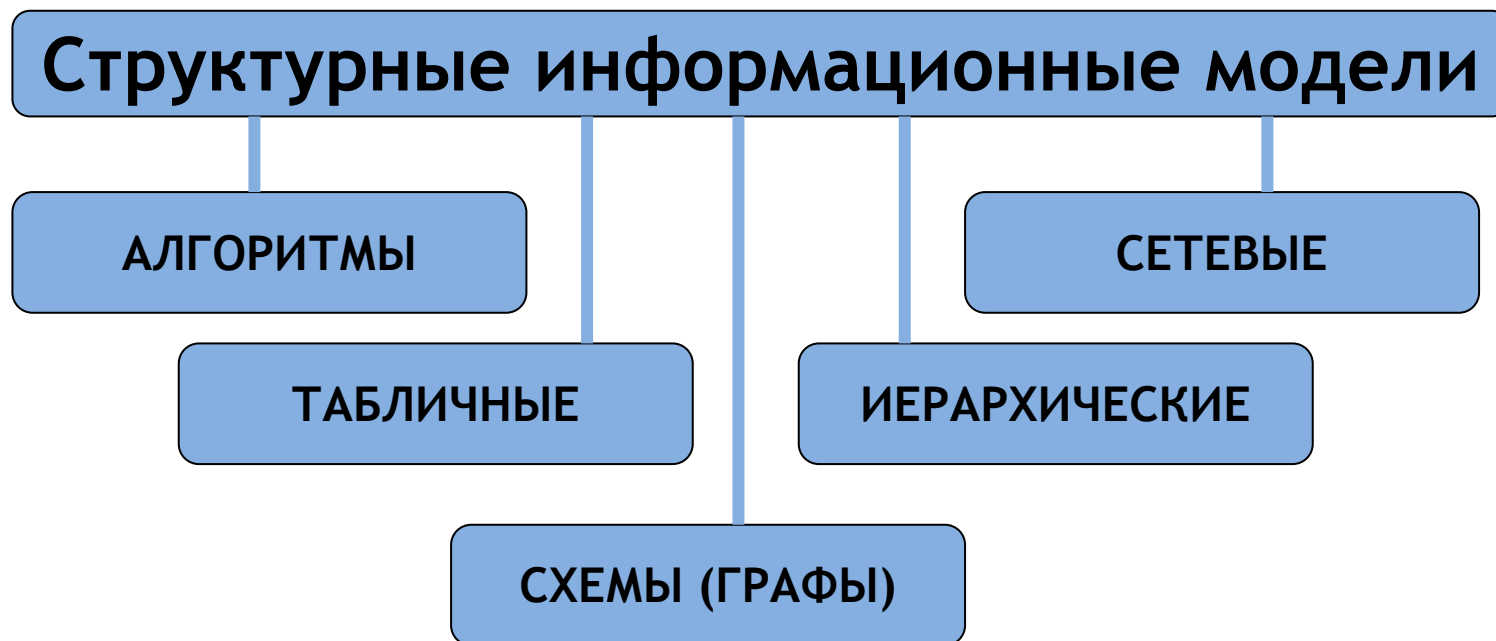 Структурные информационные модели
АЛГОРИТМЫ
СЕТЕВЫЕ
ТАБЛИЧНЫЕ
ИЕРАРХИЧЕСКИЕ
СХЕМЫ (ГРАФЫ)